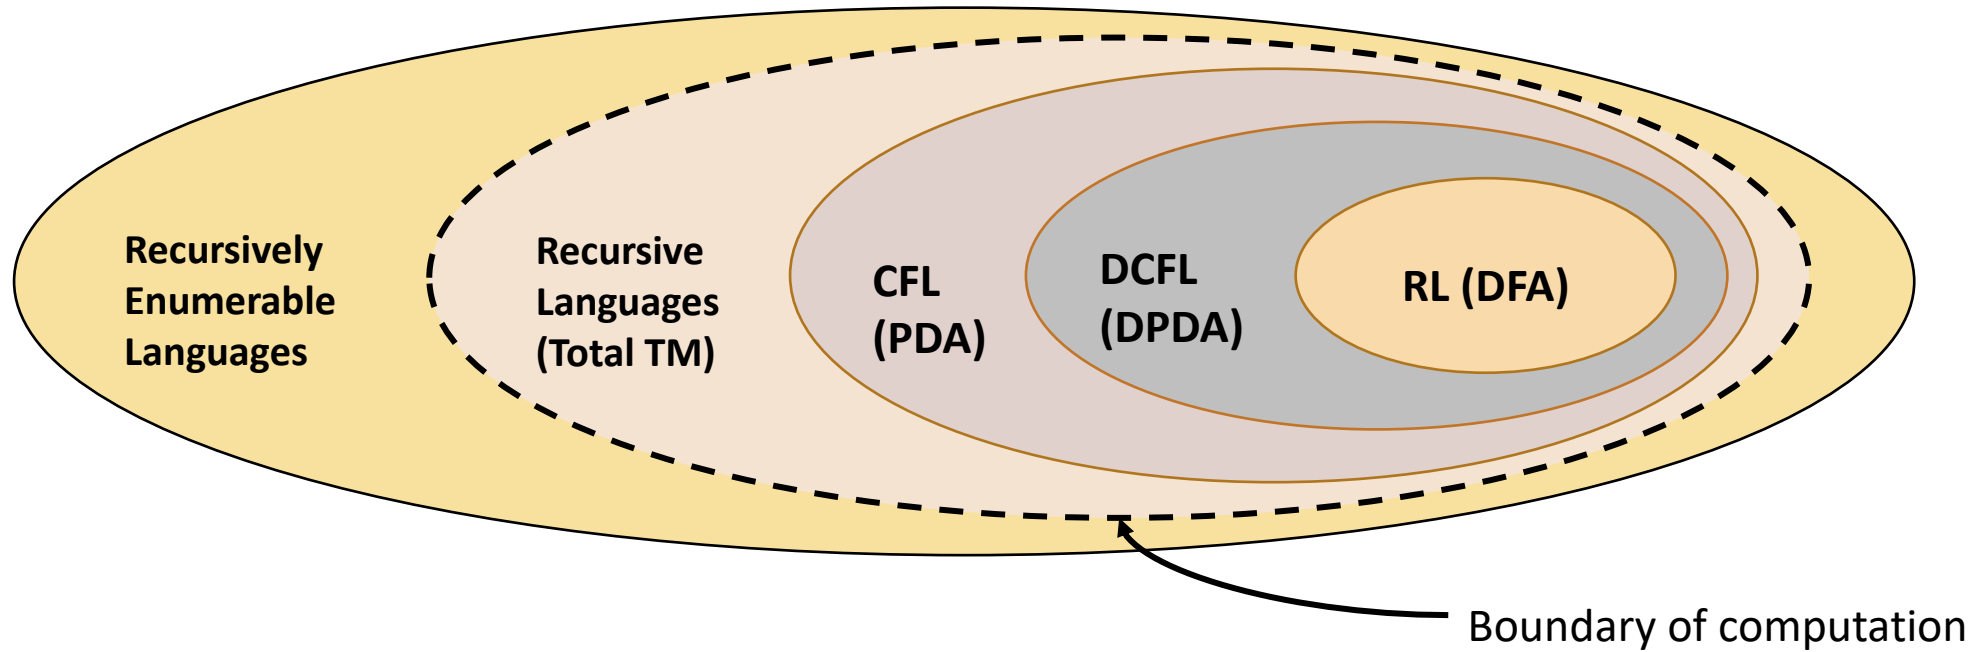 Recursively
Enumerable
Languages
Recursive
Languages
(Total TM)
CFL
(PDA)
DCFL
(DPDA)
RL (DFA)
Boundary of computation